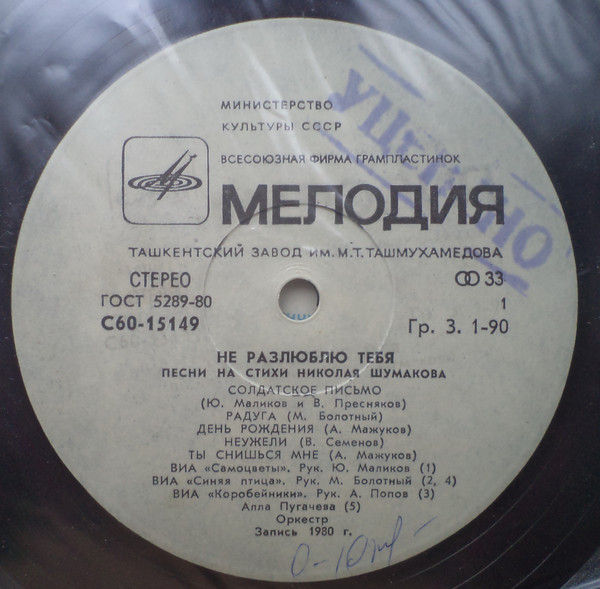 МИНИСТЕРСТВО
КУЛЬТУРЫ СССР
ВСЕСОЮЗНАЯ ФИРМА ГРАМПЛАСТИНОК
МЕЛОДИЯ
ТАШКЕНТСКИЙ ЗАВОД ИМ. М.Т. ТАШМУХАМЕДОВА
СТЕРЕО 33
ГОСТ 5289-80 1
С60-15149 Гр. 3. 1-90
НЕ РАЗЛЮБЛЮ ТЕБЯ
ПЕСНИ НА СТИХИ НИКОЛАЯ ШУМАКОВА
СОЛДАТСКОЕ ПИСЬМО
(Ю. Маликов и В. Пресняков)
РАДУГА (М. Болотный)
ДЕНЬ РОЖДЕНИЯ (А. Мажуков)
НЕУЖЕЛИ (В. Семенов)
ТЫ СНИШЬСЯ МНЕ (А. Мажуков)
ВИА «Самоцветы». Рук. Ю. Маликов (1)
ВИА «Синяя птица». Рук. М. Болотный (2, 4)
ВИА «Коробейники». Рук. А. Попов (3)
Алла Пугачева (5)
Оркестр
Запись 1980 г.
УЦЕНЕНО